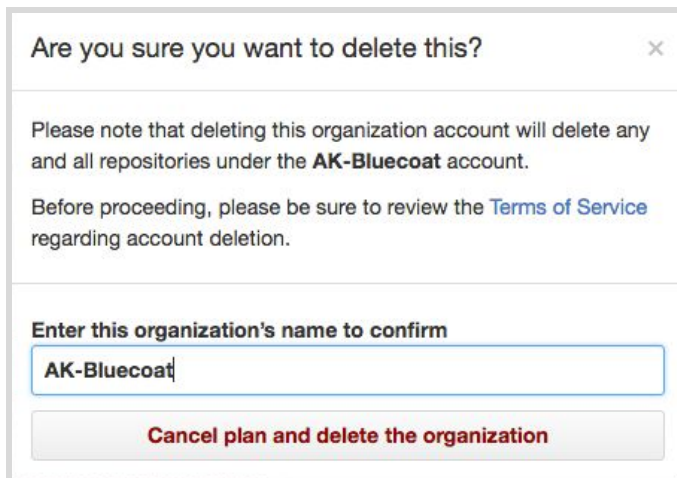 Are you sure you want to delete this?
×
Please note that deleting this organization account will delete any
and all repositories under the AK-Bluecoat account.
Before proceeding, please be sure to review the Terms of Service
regarding account deletion.
Enter this organization's name to confirm
AK-Bluecoat
Cancel plan and delete the organization